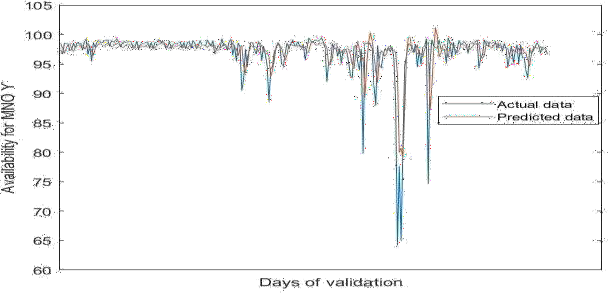 105
100
95
90
85
80
75
70
65
60
Availability for MNO Y
Actual data
Predicted data
Days of validation